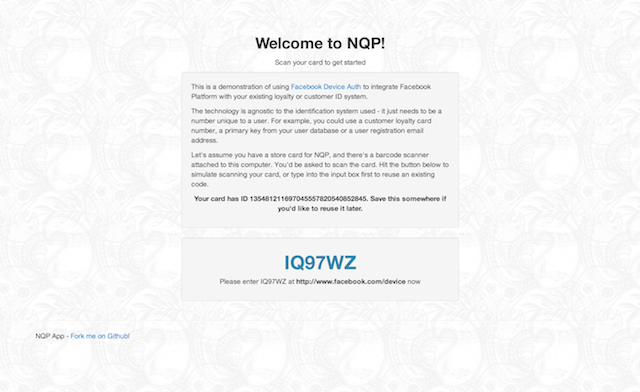 Welcome to NQP!
Scan your card to get started
This is a demonstration of using Facebook Device Auth to integrate Facebook
Platform with your existing loyalty or customer ID system.
The technology is agnostic to the identification system used - it just needs to be a
number unique to a user. For example, you could use a customer loyalty card
number, a primary key from your user database or a user registration email
address.
Let's assume you have a store card for NQP, and there's a barcode scanner
attached to this computer. You'd be asked to scan the card. Hit the button below to
simulate scanning your card, or type into the input box first to reuse an existing
code.
Your card has ID 1354812116970455578205​40852845. Save this somewhere if
you'd like to reuse it later.
IQ97WZ
Please enter IQ97WZ at http://www.facebook.com/device now
NQP App - Fork me on Github!